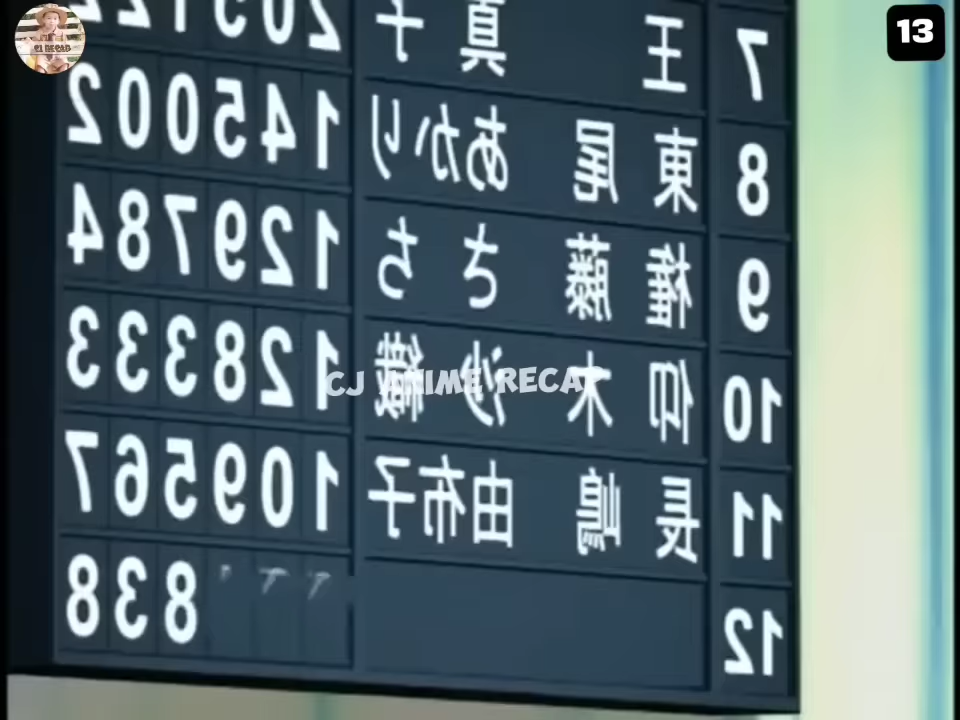 13
CJ RECAP
7 王 真 子
8 東 尾 あかり 145002
9 権 藤 さ ち 129784
10 仰 木 沙 織 128333
CJ ANIME RECAP
11 長 嶋 由布子 109567
12 838